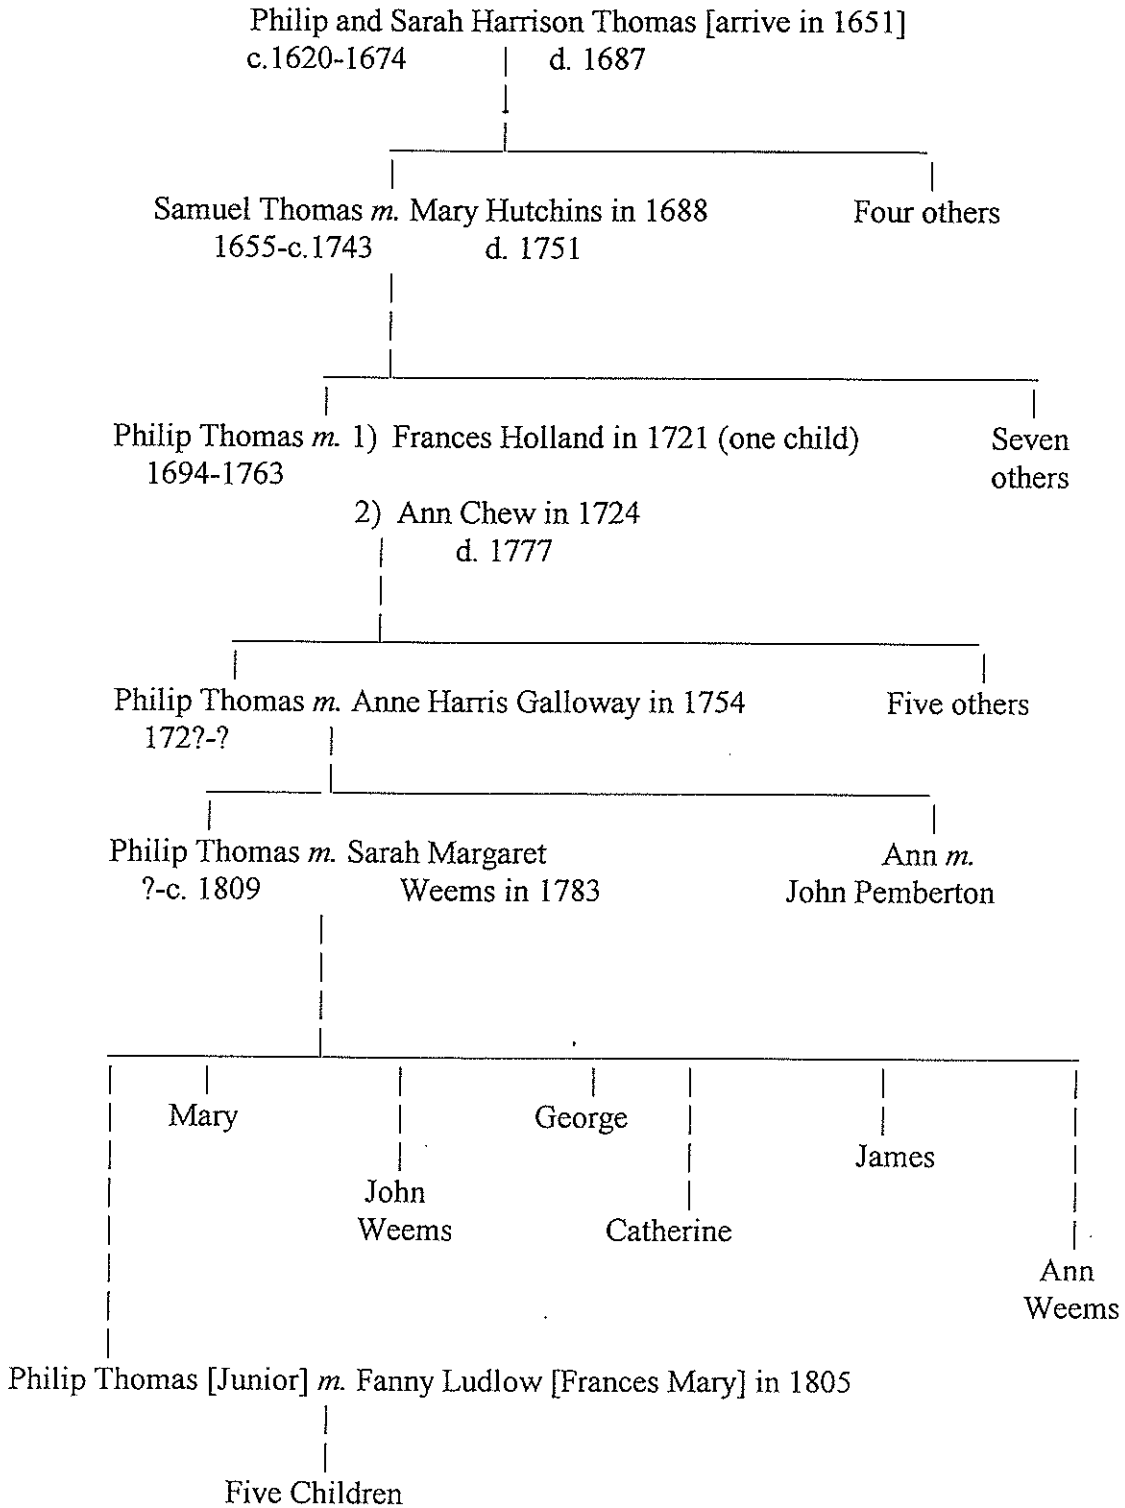 Philip and Sarah Harrison Thomas [arrive in 1651]
c.1620-1674 d. 1687
Samuel Thomas m. Mary Hutchins in 1688 Four others
1655-c.1743 d. 1751
Philip Thomas m. 1) Frances Holland in 1721 (one child) Seven
1694-1763 others
2) Ann Chew in 1724
d. 1777
Philip Thomas m. Anne Harris Galloway in 1754 Five others
172?-?
Philip Thomas m. Sarah Margaret Ann m.
?-c. 1809 Weems in 1783 John Pemberton
Mary George
James
John
Weems Catherine
Ann
Weems
Philip Thomas [Junior] m. Fanny Ludlow [Frances Mary] in 1805
Five Children